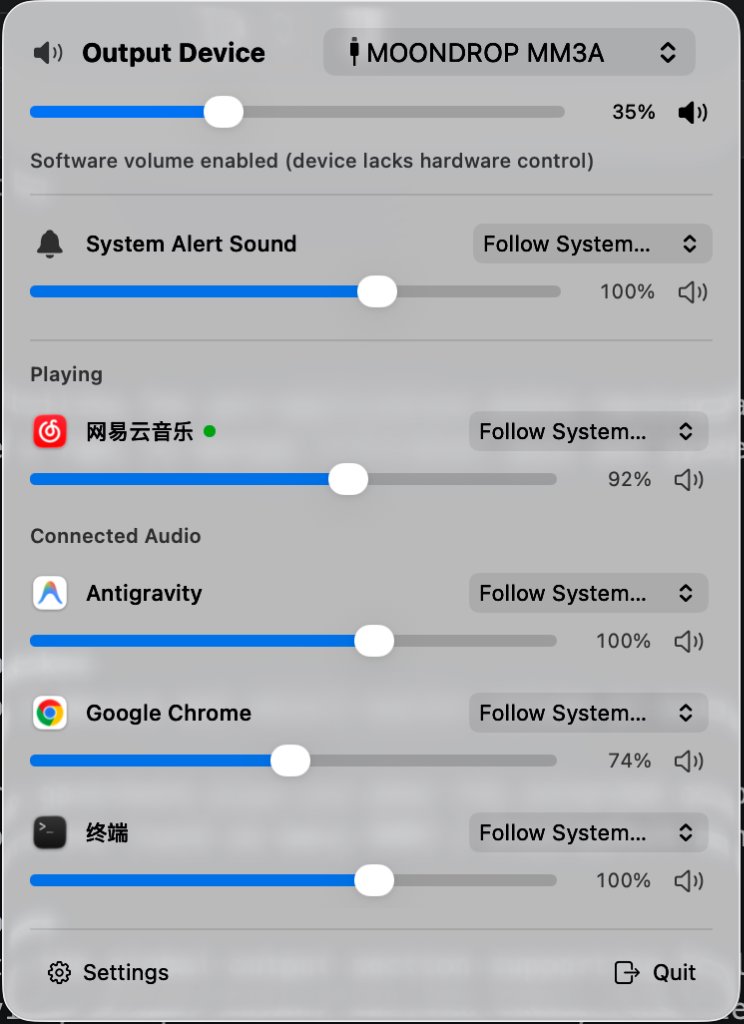 Output Device
MOONDROP MM3A
35%
Software volume enabled (device lacks hardware control)
System Alert Sound
Follow System...
100%
Playing
网易云音乐
Follow System...
92%
Connected Audio
Antigravity
Follow System...
100%
Google Chrome
Follow System...
74%
终端
Follow System...
100%
Settings
Quit